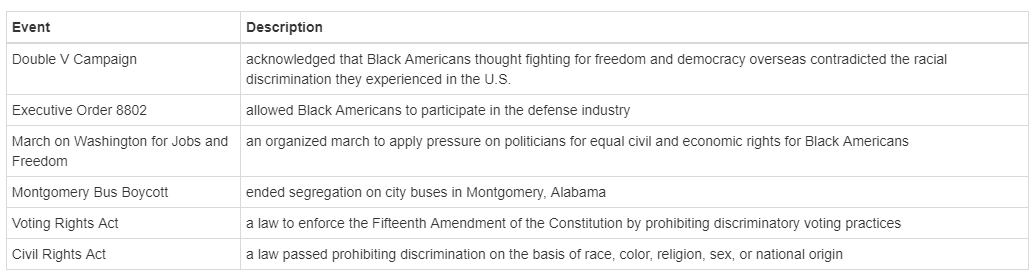 Event Description
Double V Campaign acknowledged that Black Americans thought fighting for freedom and democracy overseas contradicted the racial
discrimination they experienced in the U.S.
Executive Order 8802 allowed Black Americans to participate in the defense industry
March on Washington for Jobs and an organized march to apply pressure on politicians for equal civil and economic rights for Black Americans
Freedom
Montgomery Bus Boycott ended segregation on city buses in Montgomery, Alabama
Voting Rights Act a law to enforce the Fifteenth Amendment of the Constitution by prohibiting discriminatory voting practices
Civil Rights Act a law passed prohibiting discrimination on the basis of race, color, religion, sex, or national origin